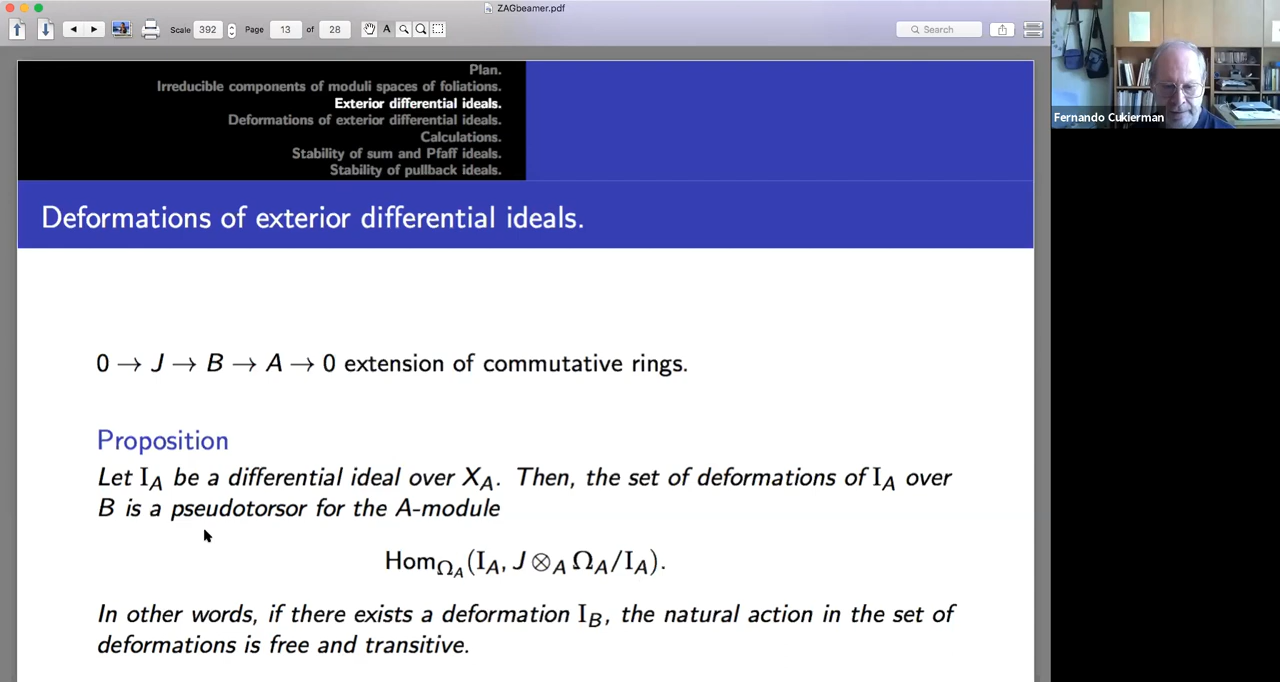 ZAGbeamer.pdf
Scale 392 Page 13 of 28 A Search
Plan.
Irreducible components of moduli spaces of foliations.
Exterior differential ideals.
Deformations of exterior differential ideals.
Calculations.
Stability of sum and Pfaff ideals.
Stability of pullback ideals.
Fernando Cukierman
Deformations of exterior differential ideals.
0 → J → B → A → 0 extension of commutative rings.
Proposition
Let I_A be a differential ideal over X_A. Then, the set of deformations of I_A over
B is a pseudotorsor for the A-module
Hom_{Ω_A}(I_A, J ⊗_A Ω_A/I_A).
In other words, if there exists a deformation I_B, the natural action in the set of
deformations is free and transitive.